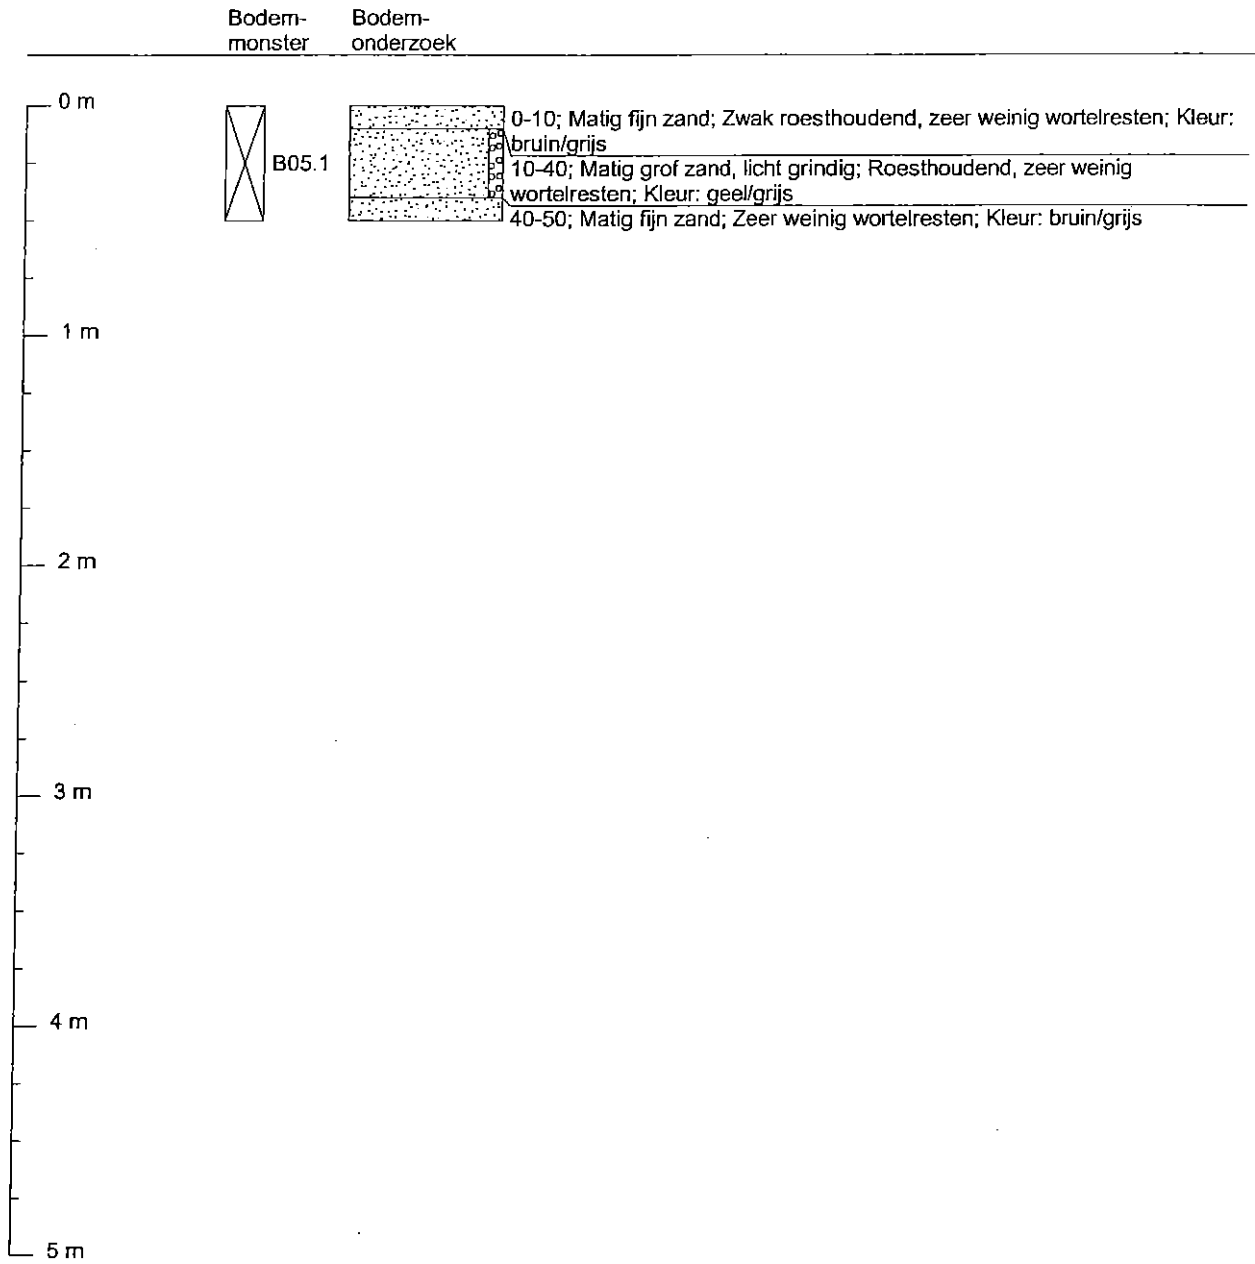 Bodem- Bodem-
monster onderzoek
0 m
0-10; Matig fijn zand; Zwak roesthoudend, zeer weinig wortelresten; Kleur:
bruin/grijs
B05.1
10-40; Matig grof zand, licht grindig; Roesthoudend, zeer weinig
wortelresten; Kleur: geel/grijs
40-50; Matig fijn zand; Zeer weinig wortelresten; Kleur: bruin/grijs
1 m
2 m
3 m
4 m
5 m